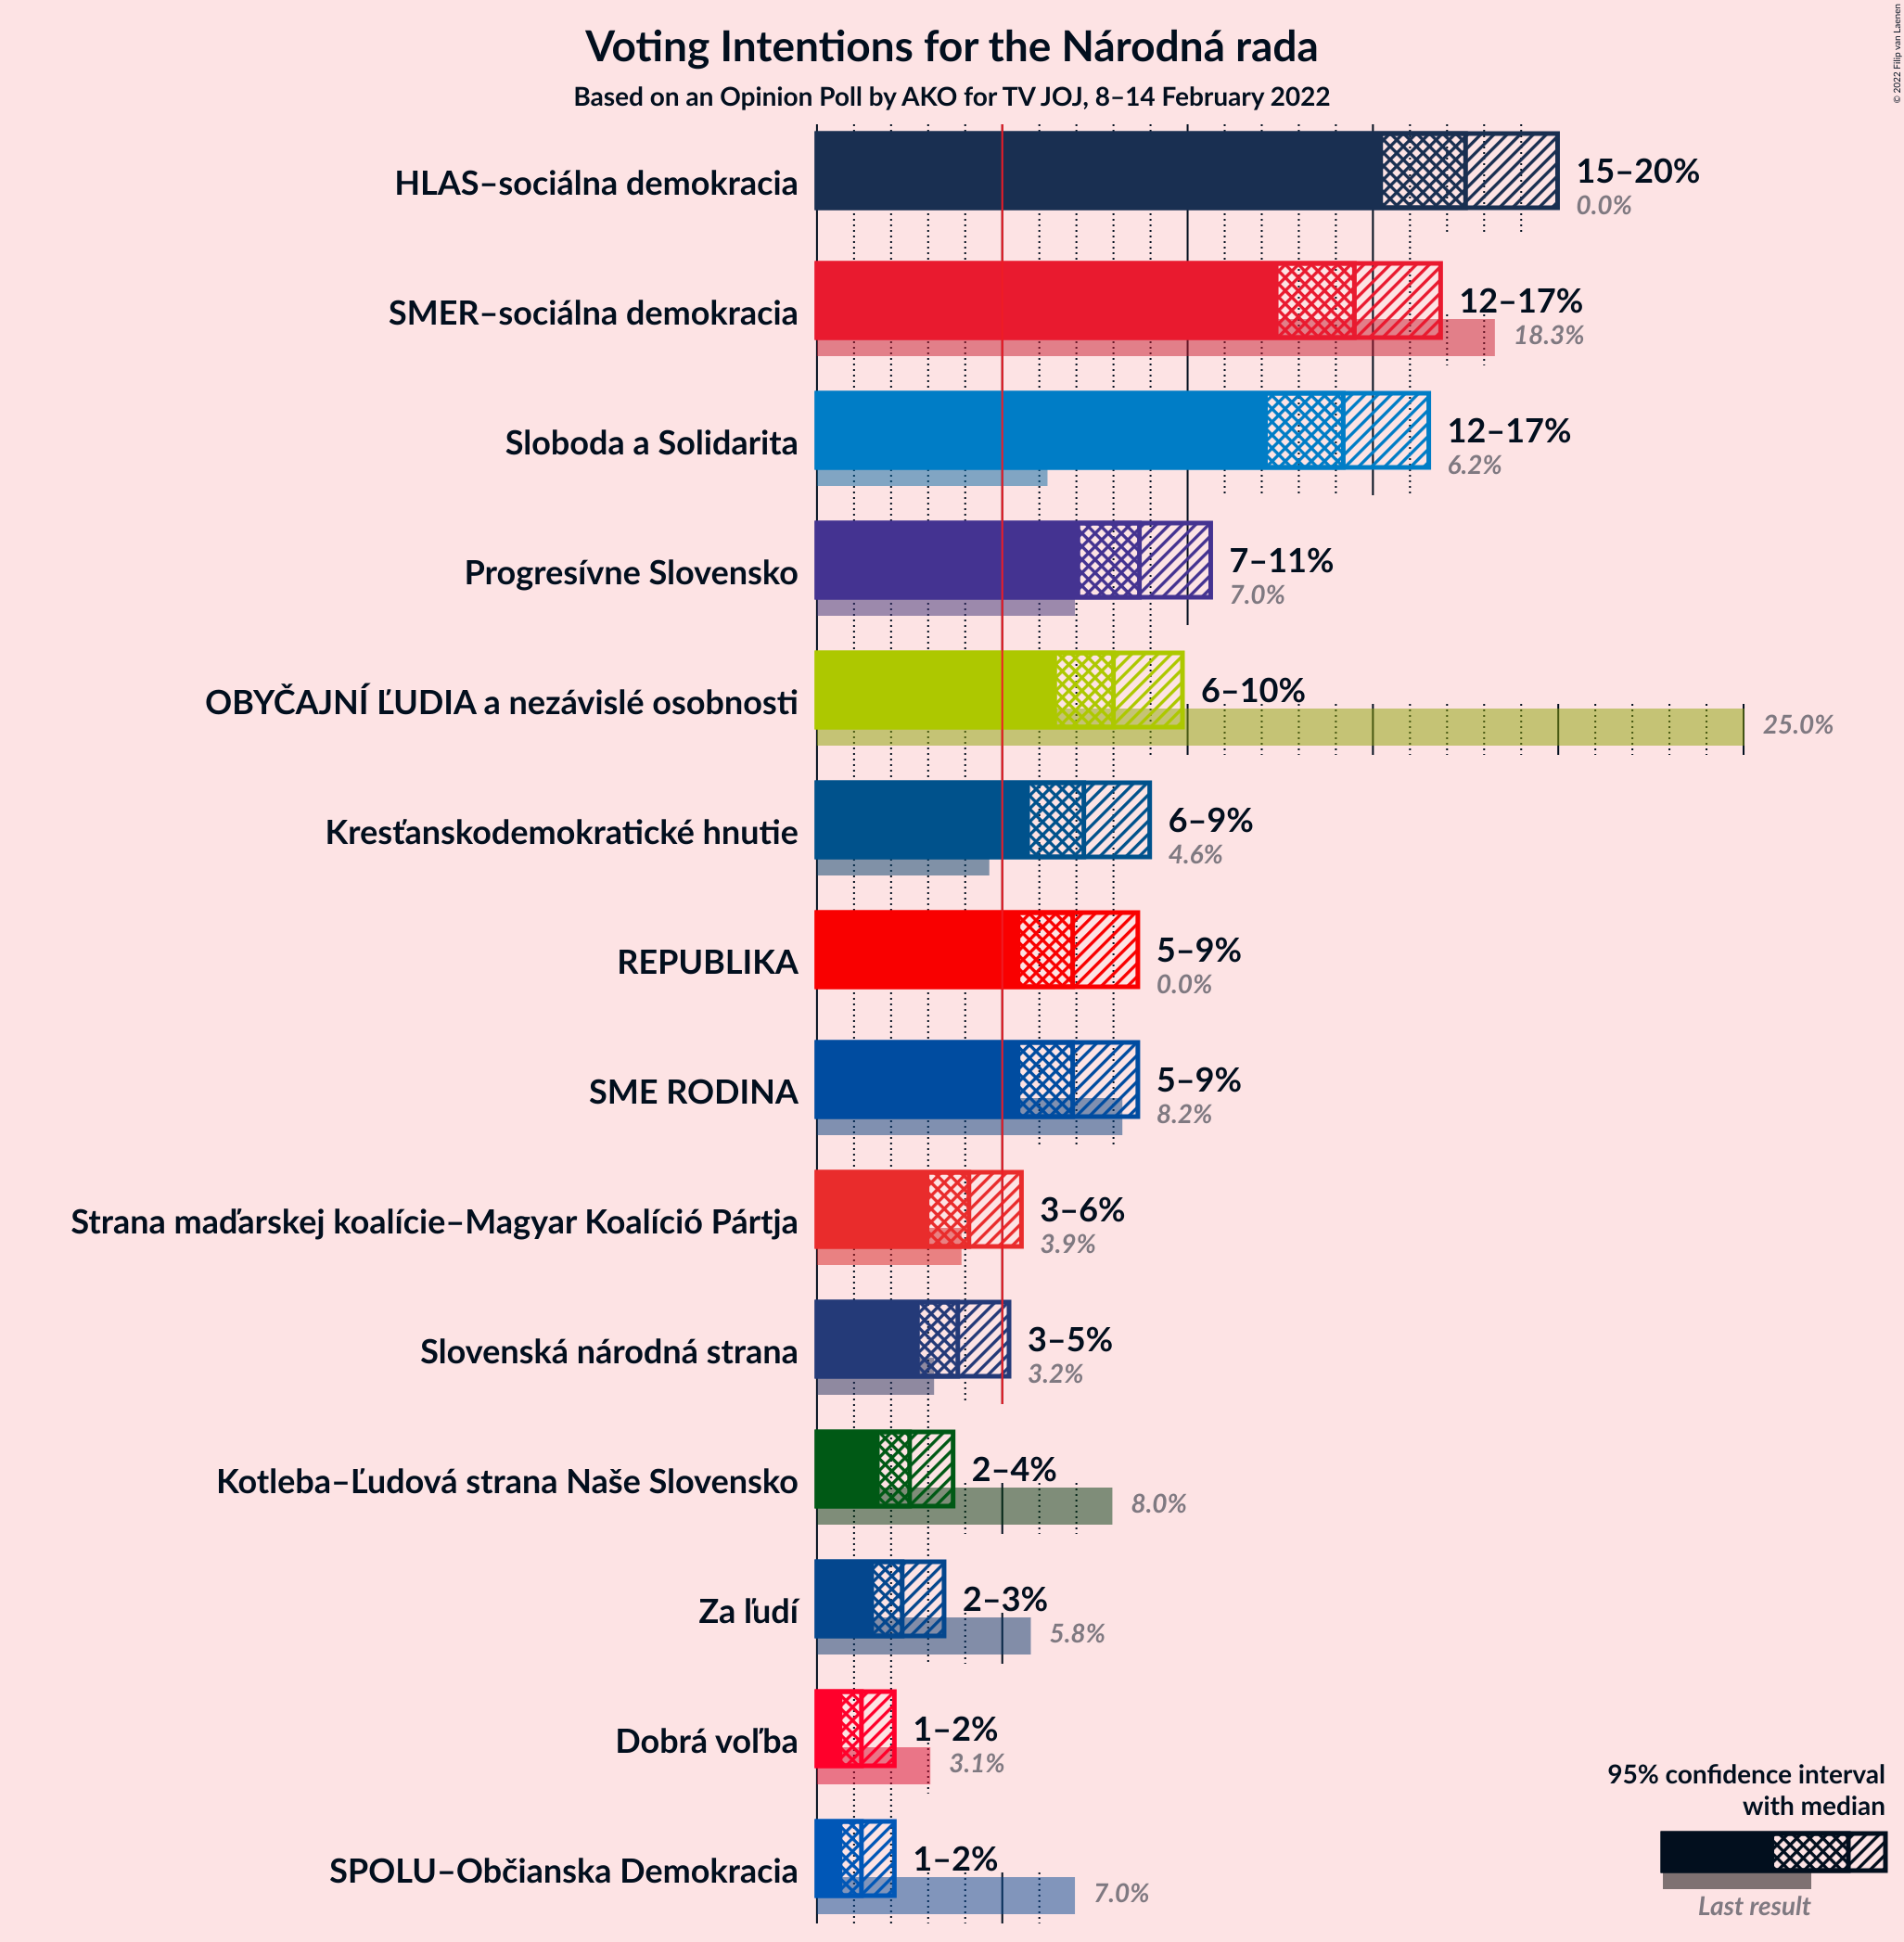 Voting Intentions for the Národná rada
Based on an Opinion Poll by AKO for TV JOJ, 8–14 February 2022
© 2022 Filip van Laenen
HLAS–sociálna demokracia
15–20%
0.0%
SMER–sociálna demokracia
12–17%
18.3%
Sloboda a Solidarita
12–17%
6.2%
Progresívne Slovensko
7–11%
7.0%
OBYČAJNÍ ĽUDIA a nezávislé osobnosti
6–10%
25.0%
Kresťanskodemokratické hnutie
6–9%
4.6%
REPUBLIKA
5–9%
0.0%
SME RODINA
5–9%
8.2%
Strana maďarskej koalície–Magyar Koalíció Pártja
3–6%
3.9%
Slovenská národná strana
3–5%
3.2%
Kotleba–Ľudová strana Naše Slovensko
2–4%
8.0%
Za ľudí
2–3%
5.8%
Dobrá voľba
1–2%
3.1%
SPOLU–Občianska Demokracia
1–2%
7.0%
95% confidence interval
with median
Last result